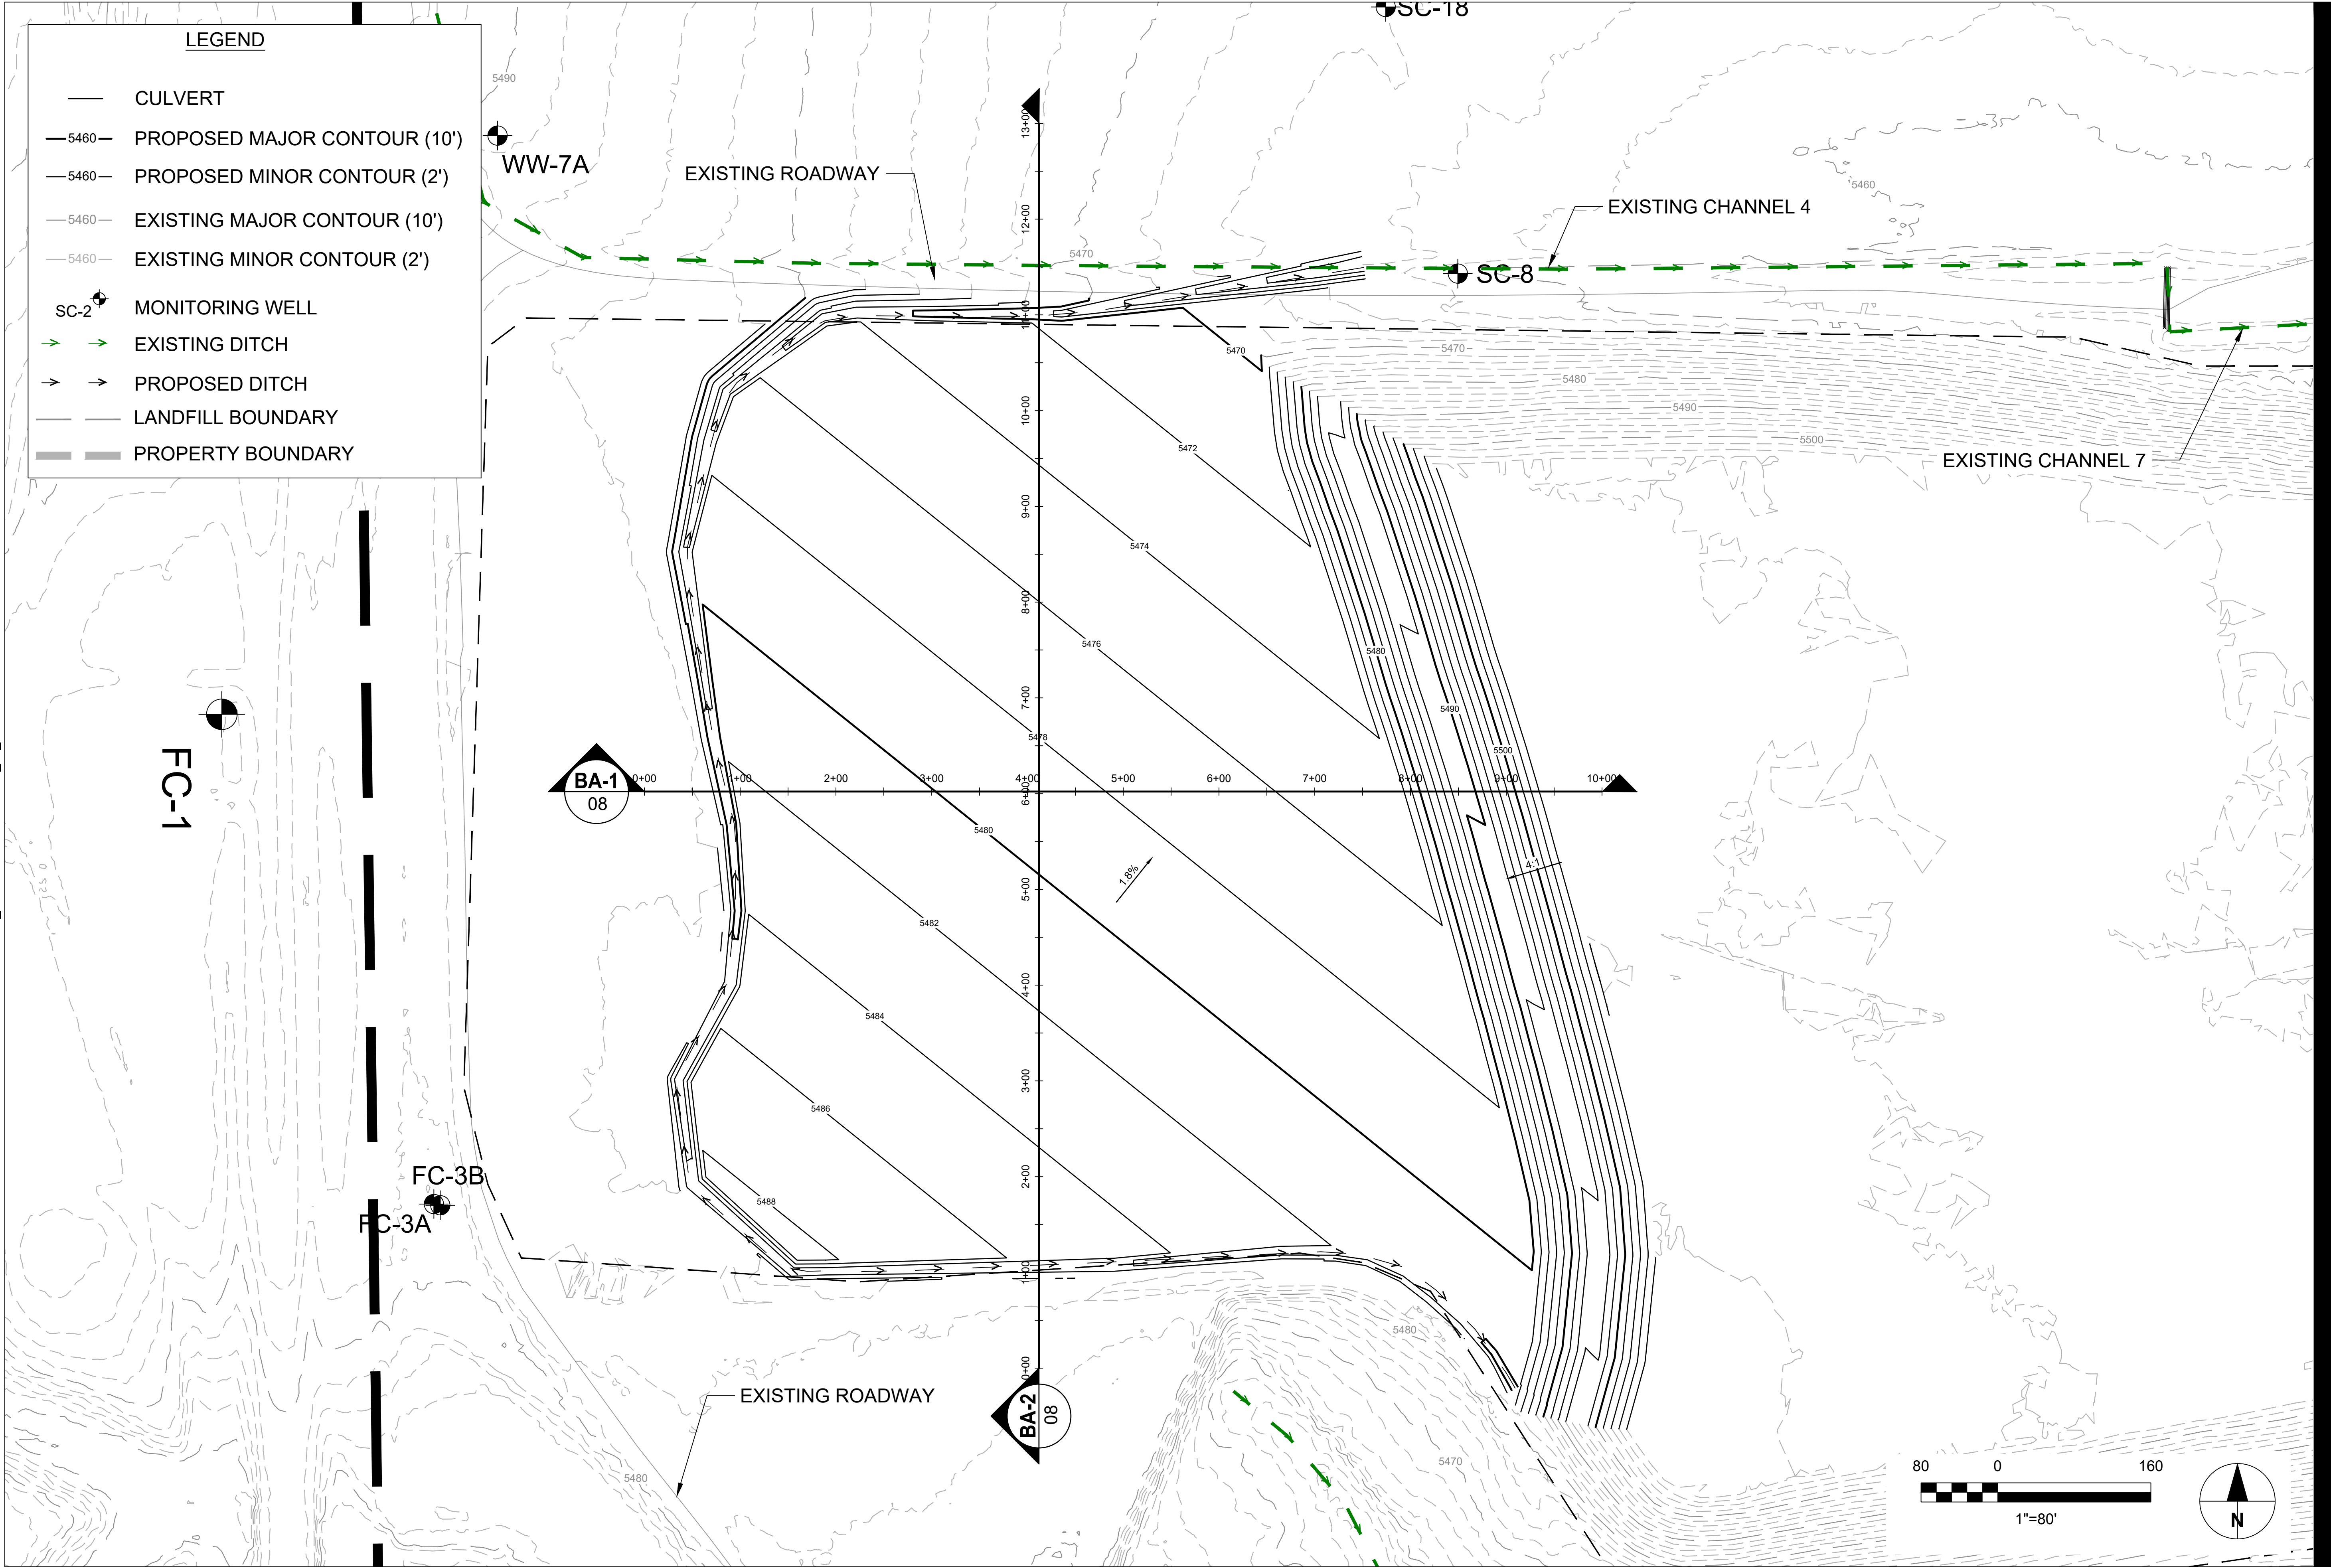 LEGEND
CULVERT
5460 PROPOSED MAJOR CONTOUR (10')
5460 PROPOSED MINOR CONTOUR (2')
5460 EXISTING MAJOR CONTOUR (10')
5460 EXISTING MINOR CONTOUR (2')
SC-2 MONITORING WELL
EXISTING DITCH
PROPOSED DITCH
LANDFILL BOUNDARY
PROPERTY BOUNDARY
SC-18
5490
WW-7A
EXISTING ROADWAY
EXISTING CHANNEL 4
5460
5470
SC-8
5470
5480
5490
5500
EXISTING CHANNEL 7
13+00
12+00
11+00
10+00
9+00
8+00
7+00
6+00
5+00
4+00
3+00
2+00
1+00
0+00
5470
5472
5474
5476
5478
5480
5482
5484
5486
5488
5480
5490
5500
BA-1
08
0+00
1+00
2+00
3+00
4+00
5+00
6+00
7+00
8+00
9+00
10+00
1.8%
4:1
FC-1
FC-3B
FC-3A
5480
EXISTING ROADWAY
BA-2
08
5480
5470
80 0 160
1"=80'
N